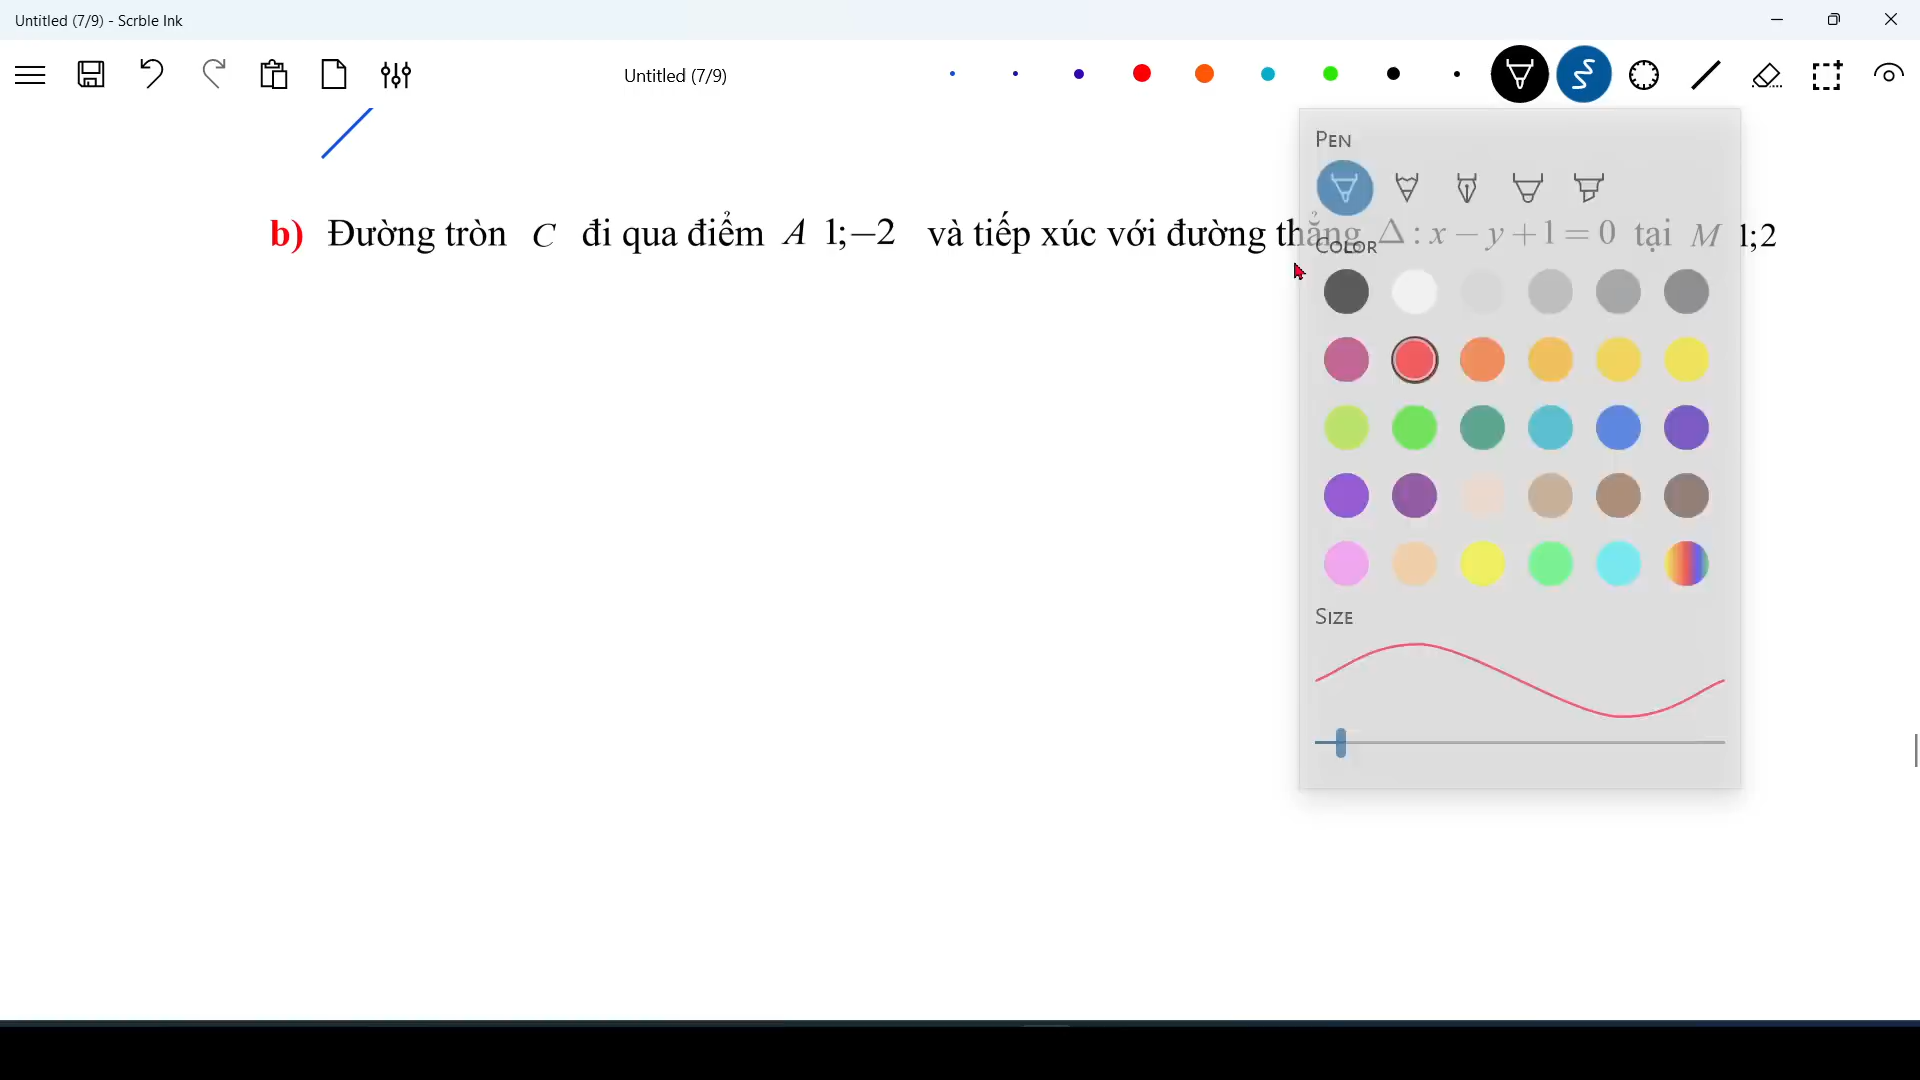 Untitled (7/9) - Scrble Ink
Untitled (7/9)
PEN
b) Đường tròn C đi qua điểm A 1;−2 và tiếp xúc với đường thẳng Δ : x − y + 1 = 0 tại M 1;2
COLOR
SIZE